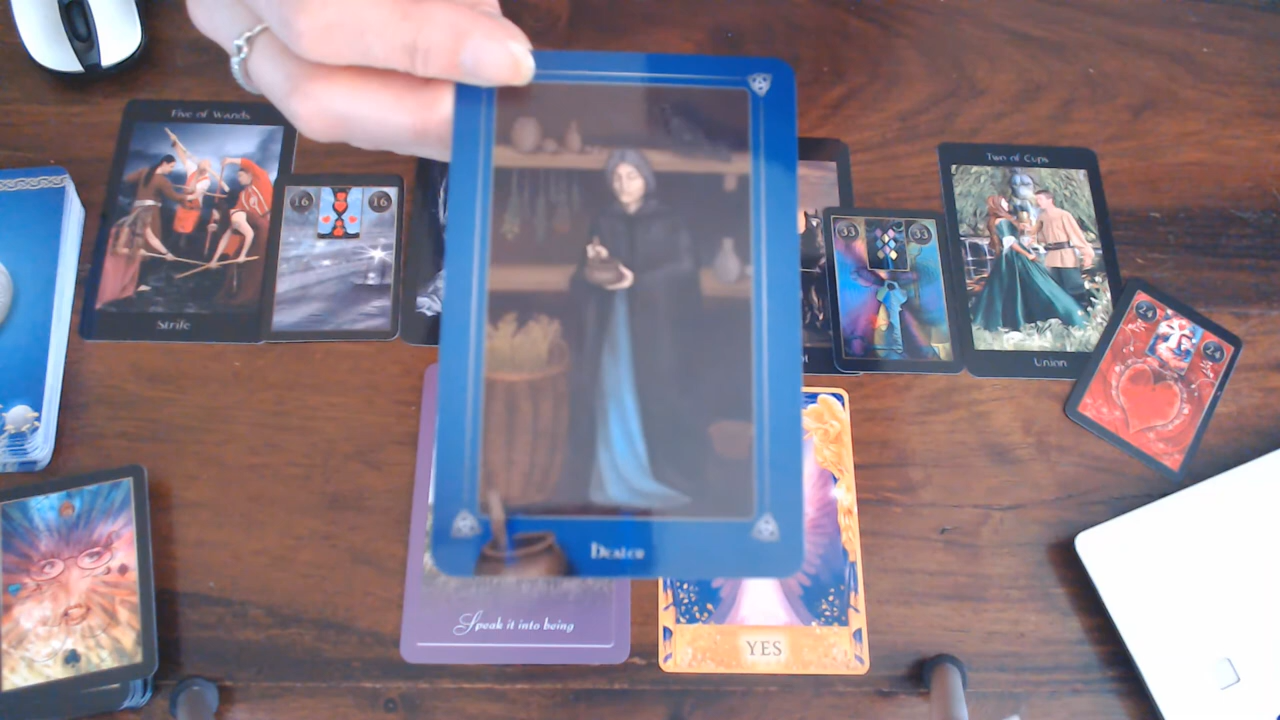 Five of Wands
16 16
Strife
33 33
Two of Cups
Union
24 24
Healer
Speak it into being
YES